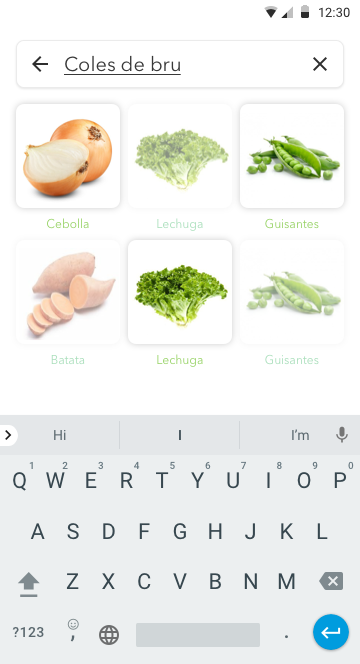 12:30
Coles de bru
Cebolla Lechuga Guisantes
Batata Lechuga Guisantes
Hi I I'm
1 2 3 4 5 6 7 8 9 0
Q W E R T Y U I O P
A S D F G H J K L
Z X C V B N M
?123 , .